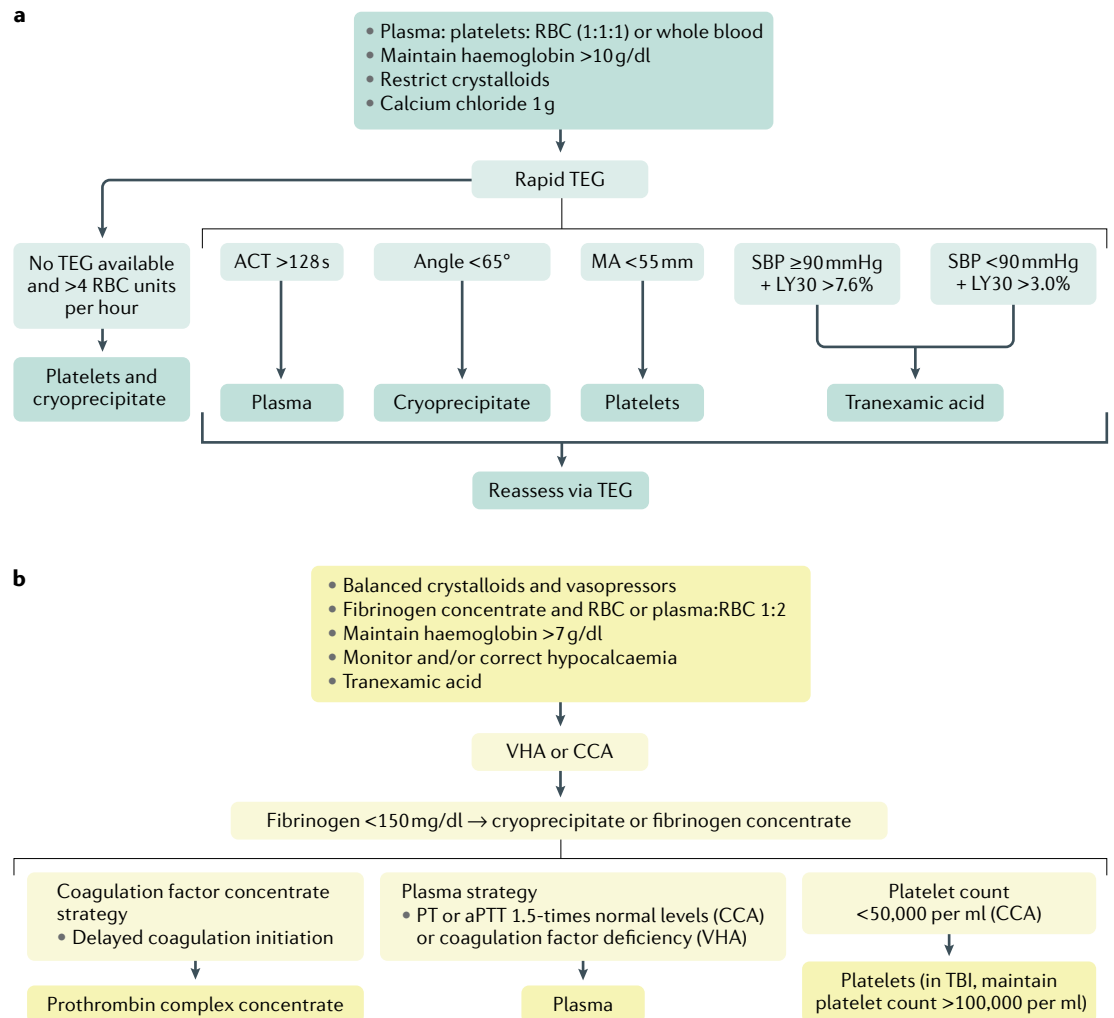 a
• Plasma: platelets: RBC (1:1:1) or whole blood
• Maintain haemoglobin >10 g/dl
• Restrict crystalloids
• Calcium chloride 1 g
Rapid TEG
No TEG available
and >4 RBC units
per hour
ACT >128 s
Angle <65°
MA <55 mm
SBP ≥90 mmHg
+ LY30 >7.6%
SBP <90 mmHg
+ LY30 >3.0%
Platelets and
cryoprecipitate
Plasma
Cryoprecipitate
Platelets
Tranexamic acid
Reassess via TEG
b
• Balanced crystalloids and vasopressors
• Fibrinogen concentrate and RBC or plasma:RBC 1:2
• Maintain haemoglobin >7 g/dl
• Monitor and/or correct hypocalcaemia
• Tranexamic acid
VHA or CCA
Fibrinogen <150 mg/dl → cryoprecipitate or fibrinogen concentrate
Coagulation factor concentrate
strategy
• Delayed coagulation initiation
Plasma strategy
• PT or aPTT 1.5-times normal levels (CCA)
or coagulation factor deficiency (VHA)
Platelet count
<50,000 per ml (CCA)
Prothrombin complex concentrate
Plasma
Platelets (in TBI, maintain
platelet count >100,000 per ml)